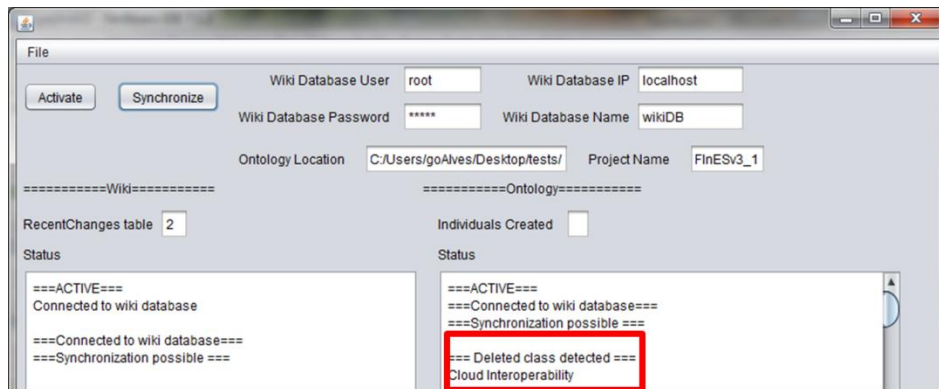 File
Activate
Synchronize
Wiki Database User root
Wiki Database IP localhost
Wiki Database Password *****
Wiki Database Name wikiDB
Ontology Location C:/Users/goAlves/Desktop/tests/
Project Name FInESv3_1
===========Wiki===========
===========Ontology===========
RecentChanges table 2
Individuals Created
Status
Status
===ACTIVE===
Connected to wiki database
===Connected to wiki database===
===Synchronization possible ===
===ACTIVE===
===Connected to wiki database===
===Synchronization possible ===
=== Deleted class detected ===
Cloud Interoperability